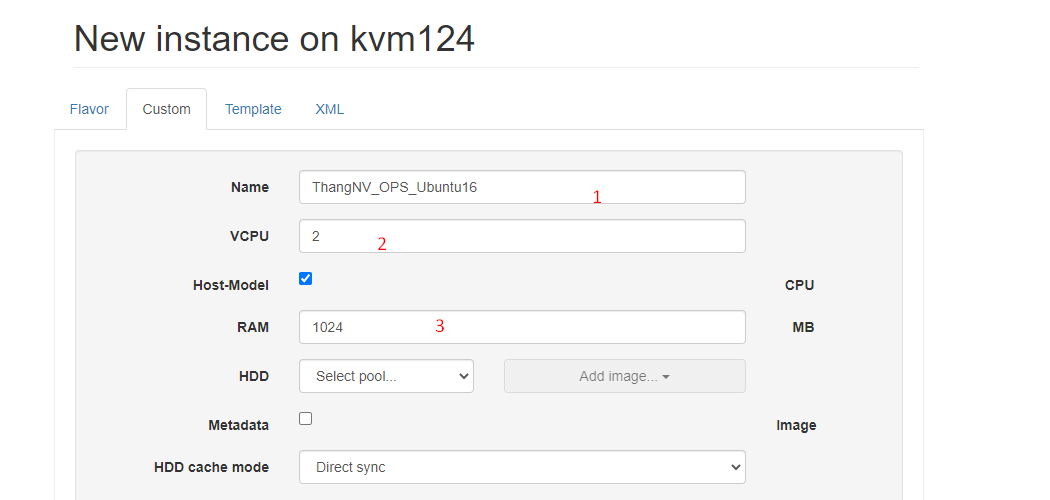 New instance on kvm124
Flavor Custom Template XML
Name ThangNV_OPS_Ubuntu16 1
VCPU 2 2
Host-Model CPU
RAM 1024 3 MB
HDD Select pool... Add image...
Metadata Image
HDD cache mode Direct sync